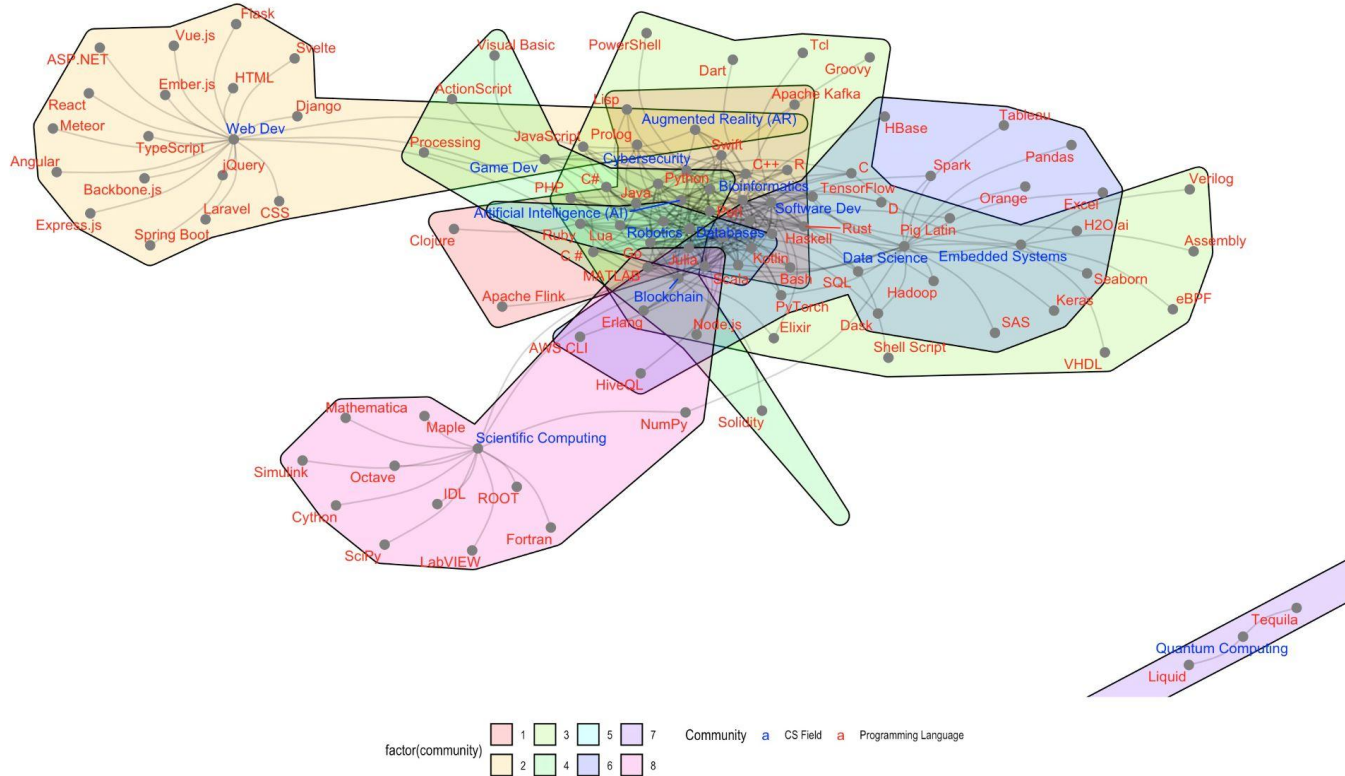 Flask
Vue.js
ASP.NET
Svelte
Ember.js
HTML
React
Django
Meteor
Web Dev
TypeScript
Angular
jQuery
Backbone.js
Express.js
Laravel
CSS
Spring Boot
Visual Basic
ActionScript
Processing
JavaScript
Game Dev
PowerShell
Dart
Tcl
Groovy
Lisp
Apache Kafka
Augmented Reality (AR)
Prolog
Swift
HBase
Tableau
Cybersecurity
C++
R
C
Spark
Pandas
C#
Python
Bioinformatics
TensorFlow
Orange
Excel
Verilog
PHP
Java
Artificial Intelligence (AI)
Perl
Software Dev
D
Pig Latin
H2O.ai
Clojure
Ruby
Lua
Robotics
Databases
Haskell
Rust
Assembly
C #
Go
Julia
Kotlin
Data Science
Embedded Systems
MATLAB
Scala
Bash
SQL
Hadoop
Seaborn
Apache Flink
Blockchain
PyTorch
Keras
eBPF
Erlang
Node.js
Elixir
Dask
SAS
AWS CLI
Shell Script
VHDL
HiveQL
Mathematica
Maple
NumPy
Solidity
Scientific Computing
Simulink
Octave
IDL
ROOT
Cython
Fortran
SciPy
LabVIEW
Tequila
Quantum Computing
Liquid
factor(community)
1
3
5
7
2
4
6
8
Community
a
CS Field
a
Programming Language